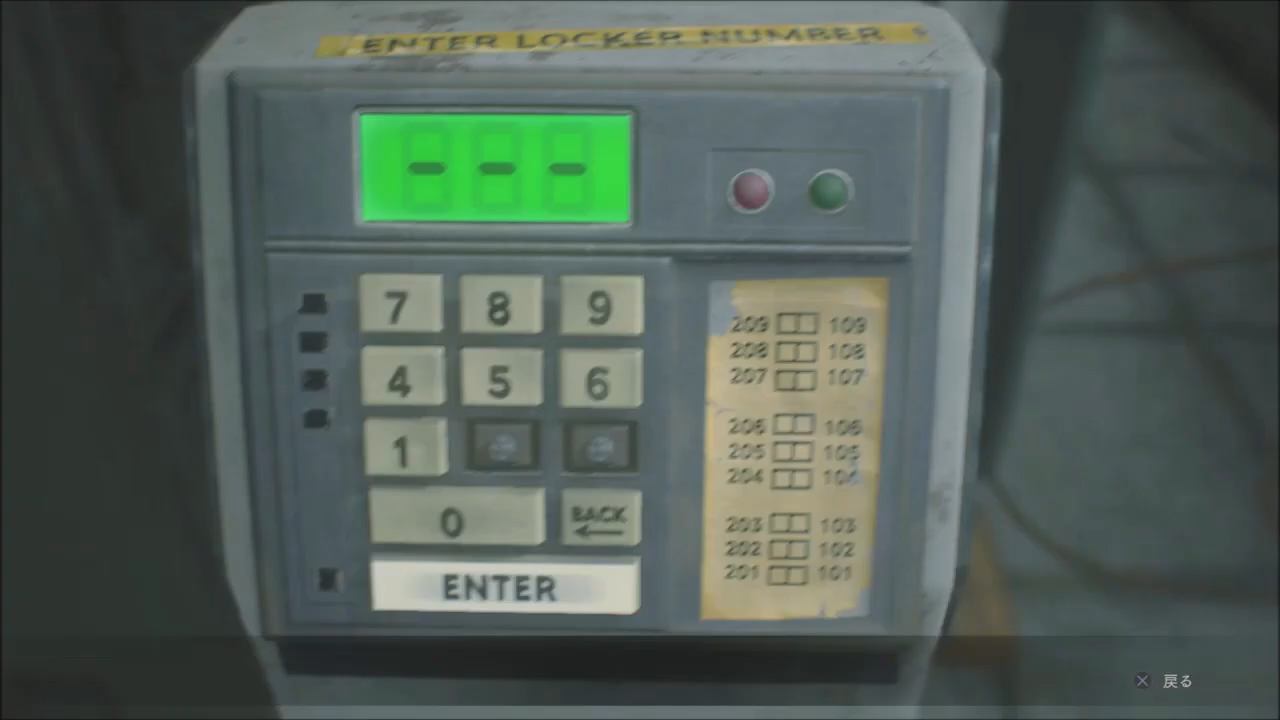 ENTER LOCKER NUMBER
---
7 8 9
4 5 6
1
0 BACK
ENTER
209 109
208 108
207 107
206 106
205 105
204 104
203 103
202 102
201 101
戻る